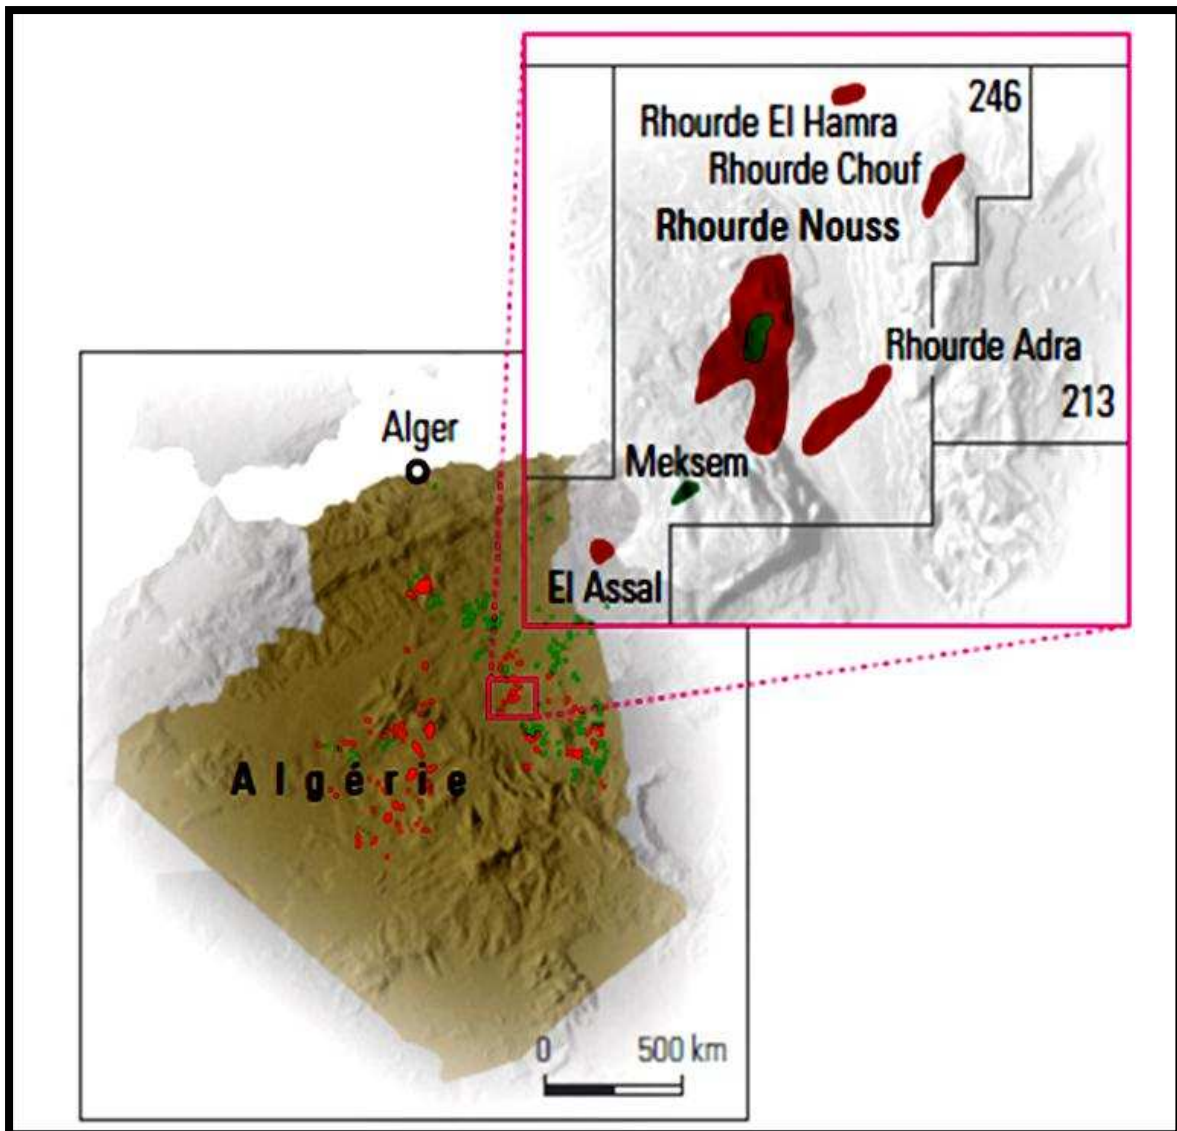 246
Rhourde El Hamra
Rhourde Chouf
Rhourde Nouss
Rhourde Adra
213
Alger
Meksem
El Assal
Algérie
0 500 km